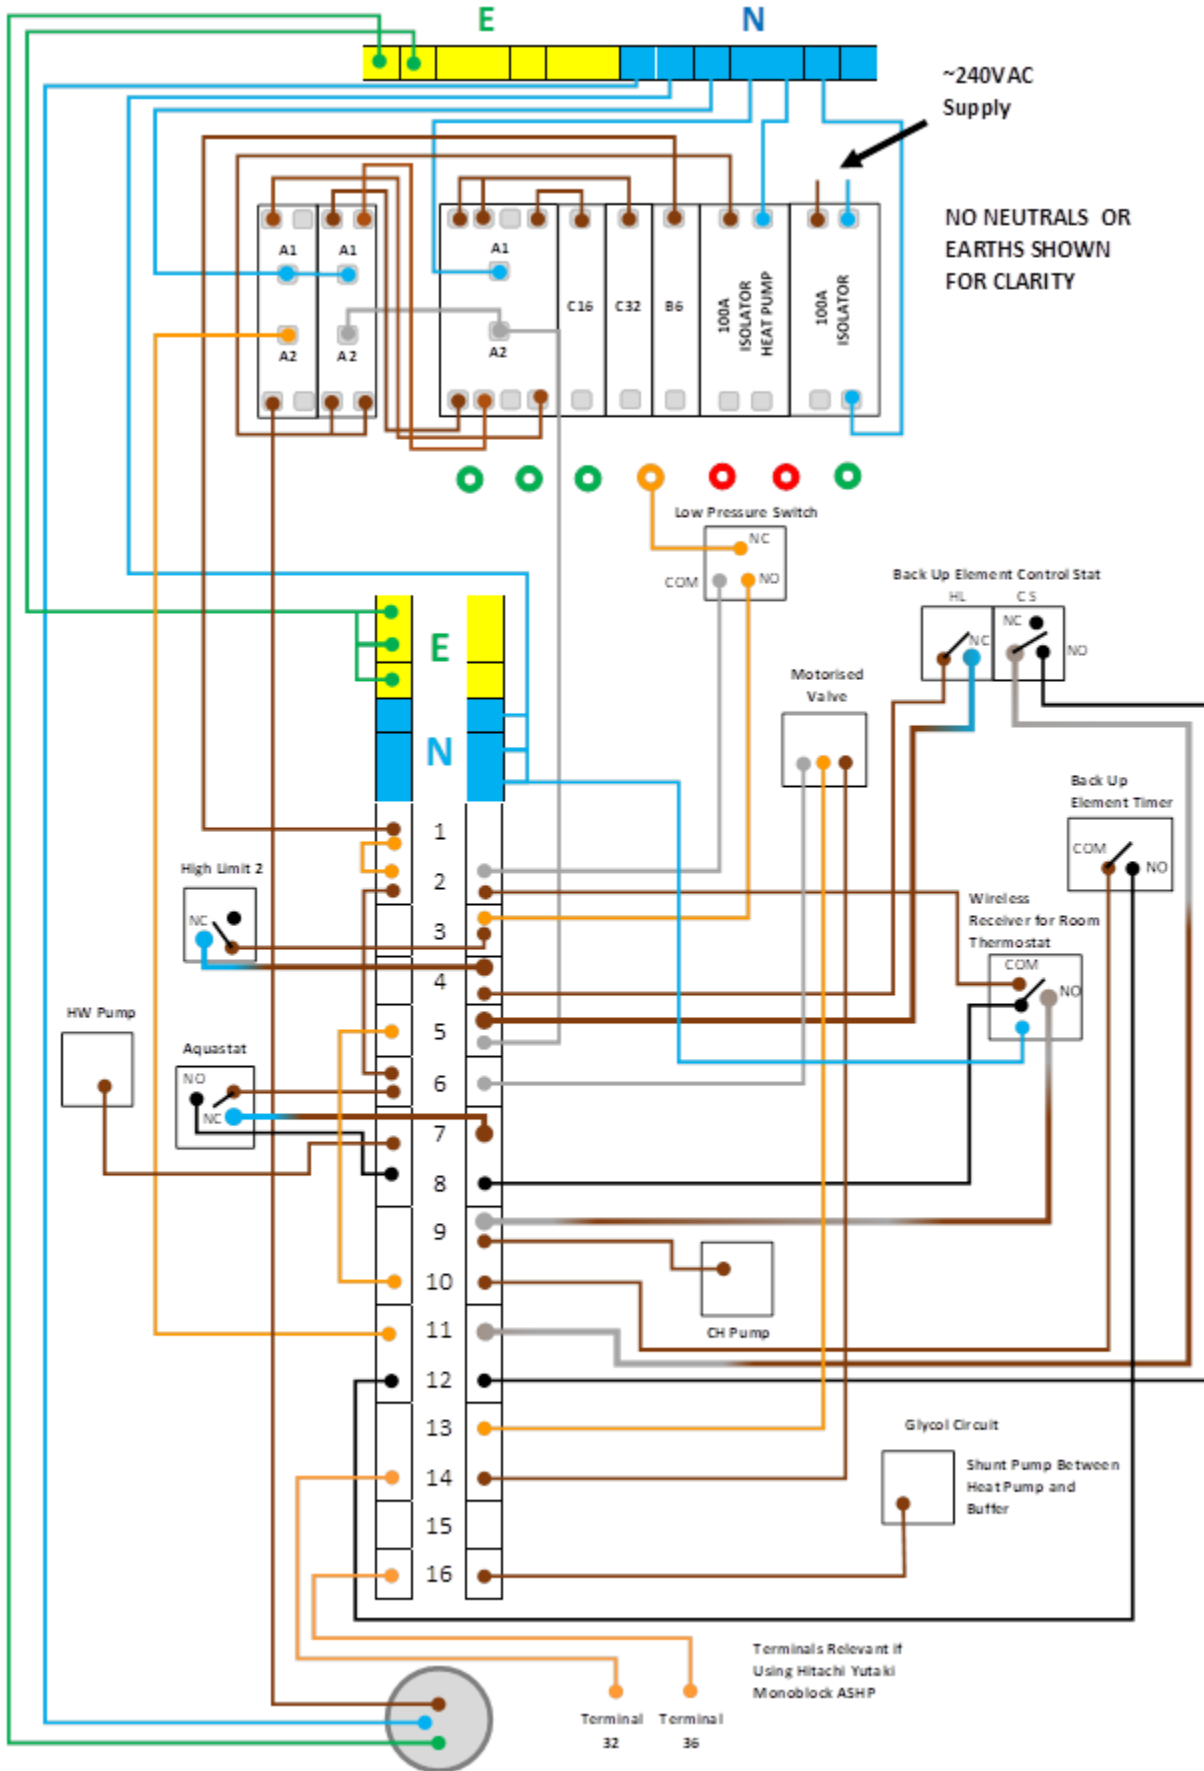 E
N
~240VAC
Supply
NO NEUTRALS OR
EARTHS SHOWN
FOR CLARITY
A1
A1
A1
A2
A2
A2
C16
C32
B6
100A
ISOLATOR
HEAT PUMP
100A
ISOLATOR
Low Pressure Switch
NC
COM
NO
Back Up Element Control Stat
HL
CS
NC
NC
NO
E
N
Motorised
Valve
Back Up
Element Timer
COM
NO
High Limit 2
NC
Wireless
Receiver for Room
Thermostat
COM
NO
HW Pump
Aquastat
NO
NC
1
2
3
4
5
6
7
8
9
10
11
12
13
14
15
16
CH Pump
Glycol Circuit
Shunt Pump Between
Heat Pump and
Buffer
Terminals Relevant if
Using Hitachi Yutaki
Monoblock ASHP
Terminal
32
Terminal
36